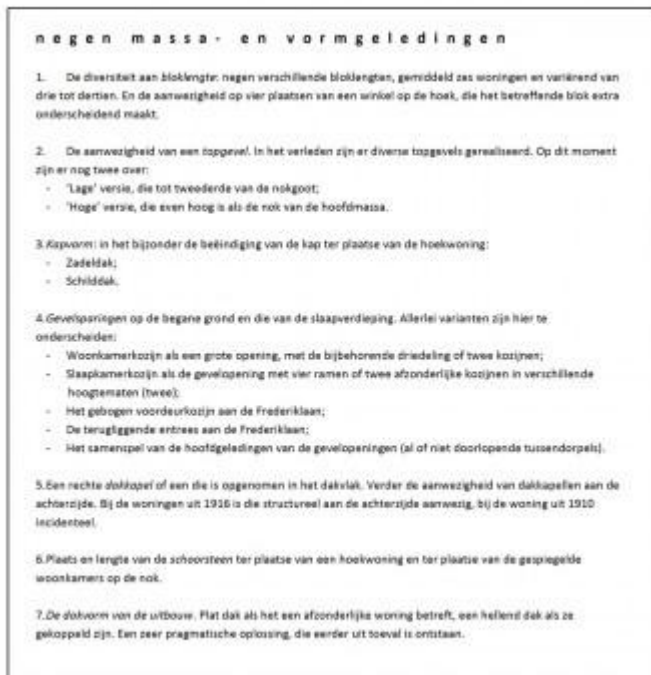 negen massa- en vormgeledingen
1. De diversiteit aan bloklengte: negen verschillende bloklengten, gemiddeld zes woningen en variërend van
drie tot dertien. En de aanwezigheid op vier plaatsen van een winkel op de hoek, die het betreffende blok extra
onderscheidend maakt.
2. De aanwezigheid van een topgevel. In het verleden zijn er diverse topgevels gerealiseerd. Op dit moment
zijn er nog twee over:
- 'Lage' versie, die tot tweederde van de nokgoot;
- 'Hoge' versie, die even hoog is als de nok van de hoofdmassa.
3.Kapvorm: in het bijzonder de beëindiging van de kap ter plaatse van de hoekwoning:
- Zadeldak;
- Schilddak.
4.Gevelopeningen op de begane grond en die van de slaapverdieping. Allerlei varianten zijn hier te
onderscheiden:
- Woonkamerkozijn als een grote opening, met de bijbehorende driedeling of twee kozijnen;
- Slaapkamerkozijn als de gevelopening met vier ramen of twee afzonderlijke kozijnen in verschillende
hoogtematen (twee);
- Het gebogen voordeurkozijn aan de Frederiklaan;
- De terugliggende entrees aan de Frederiklaan;
- Het samenspel van de hoofdgeledingen van de gevelopeningen (al of niet doorlopende tussendorpels).
5.Een rechte dakkapel of een die is opgenomen in het dakvlak. Verder de aanwezigheid van dakkapellen aan de
achterzijde. Bij de woningen uit 1916 is die structureel aan de achterzijde aanwezig, bij de woning uit 1910
incidenteel.
6.Plaats en lengte van de schoorsteen ter plaatse van een hoekwoning en ter plaatse van de gespiegelde
woonkamers op de nok.
7.De dakvorm van de uitbouw. Plat dak als het een afzonderlijke woning betreft, een hellend dak als ze
gekoppeld zijn. Een zeer pragmatische oplossing, die eerder uit toeval is ontstaan.